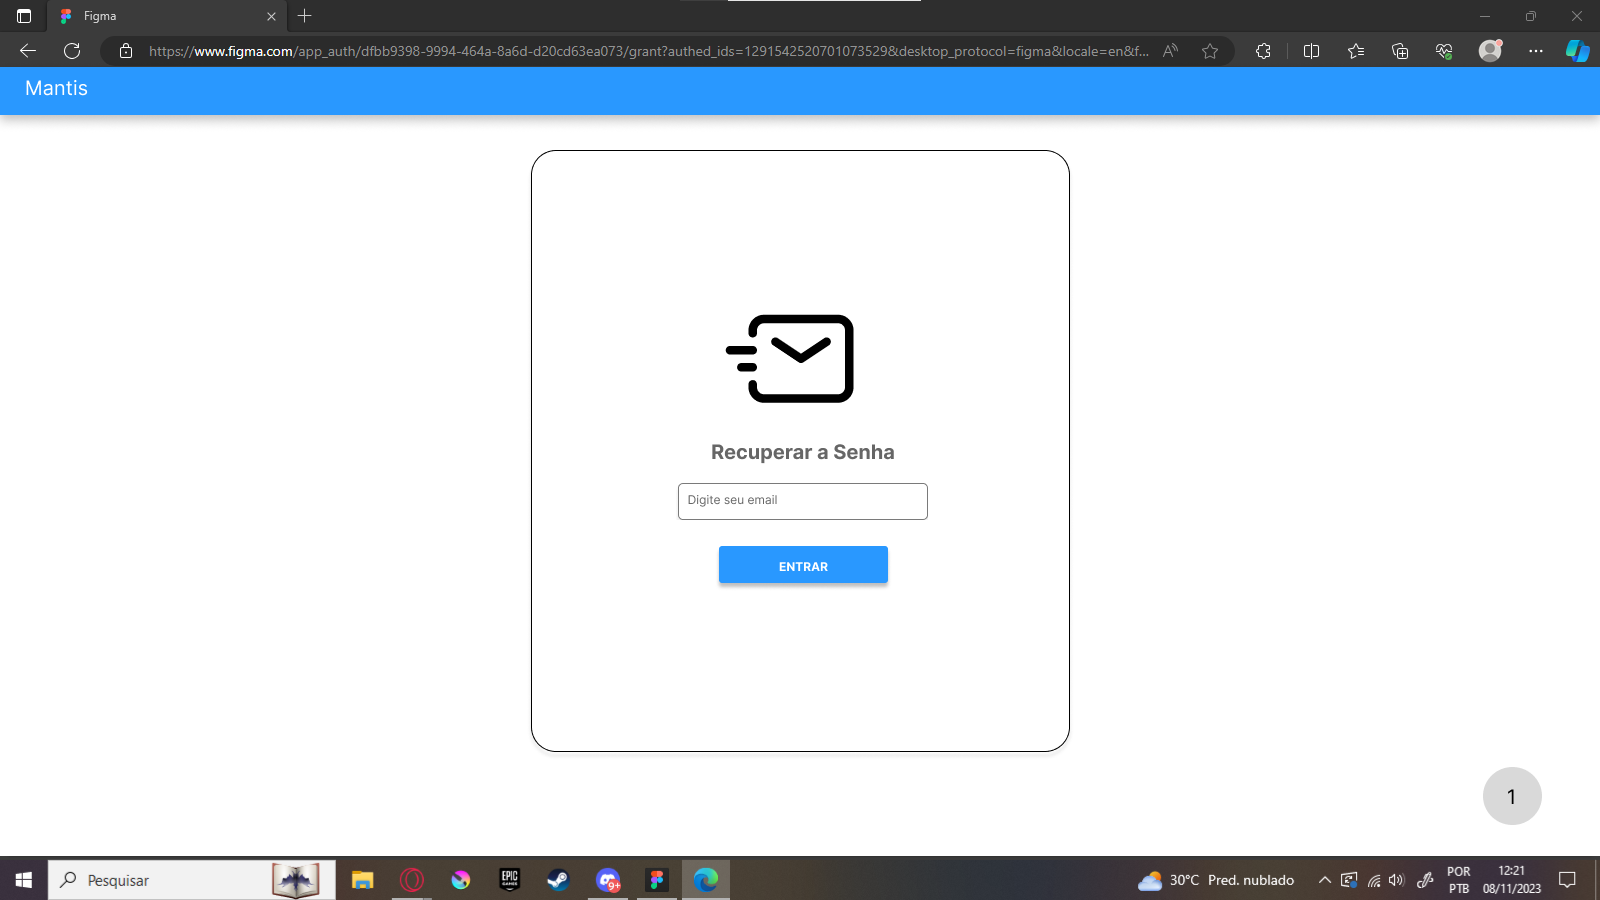 Figma
https://www.figma.com/app_auth/dfbb9398-9994-464a-8a6d-d20cd63ea073/grant?authed_ids=1291542520701073529&desktop_protocol=figma&locale=en&f...
Mantis
Recuperar a Senha
Digite seu email
ENTRAR
1
Pesquisar
EPIC
GAMES
9+
30°C Pred. nublado
POR
PTB
12:21
08/11/2023